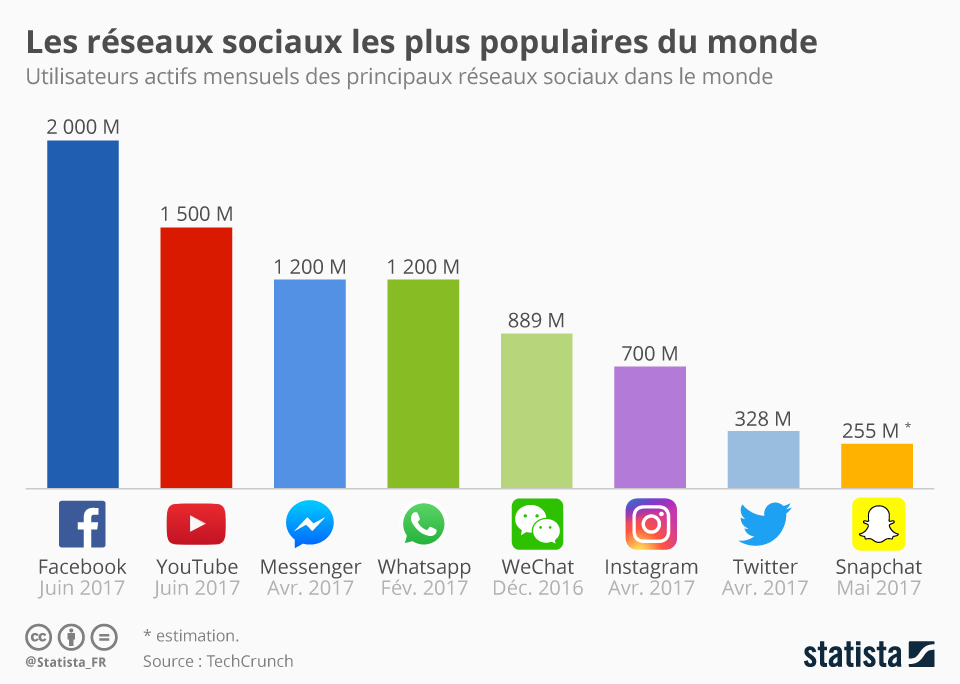 Les réseaux sociaux les plus populaires du monde
Utilisateurs actifs mensuels des principaux réseaux sociaux dans le monde
2 000 M
1 500 M
1 200 M
1 200 M
889 M
700 M
328 M
255 M *
Facebook
Juin 2017
YouTube
Juin 2017
Messenger
Avr. 2017
Whatsapp
Fév. 2017
WeChat
Déc. 2016
Instagram
Avr. 2017
Twitter
Avr. 2017
Snapchat
Mai 2017
cc
@Statista_FR
* estimation.
Source : TechCrunch
statista